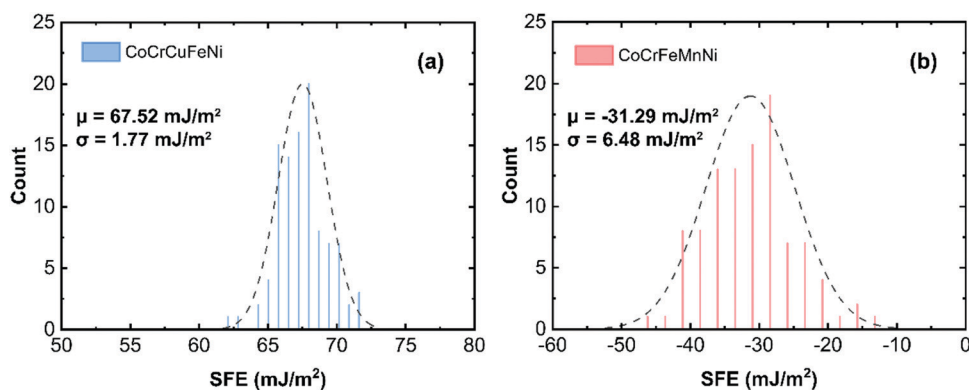 25
20
15
10
5
0
Count
CoCrCuFeNi
(a)
μ = 67.52 mJ/m²
σ = 1.77 mJ/m²
50 55 60 65 70 75 80
SFE (mJ/m²)
25
20
15
10
5
0
Count
CoCrFeMnNi
(b)
μ = -31.29 mJ/m²
σ = 6.48 mJ/m²
-60 -50 -40 -30 -20 -10 0
SFE (mJ/m²)